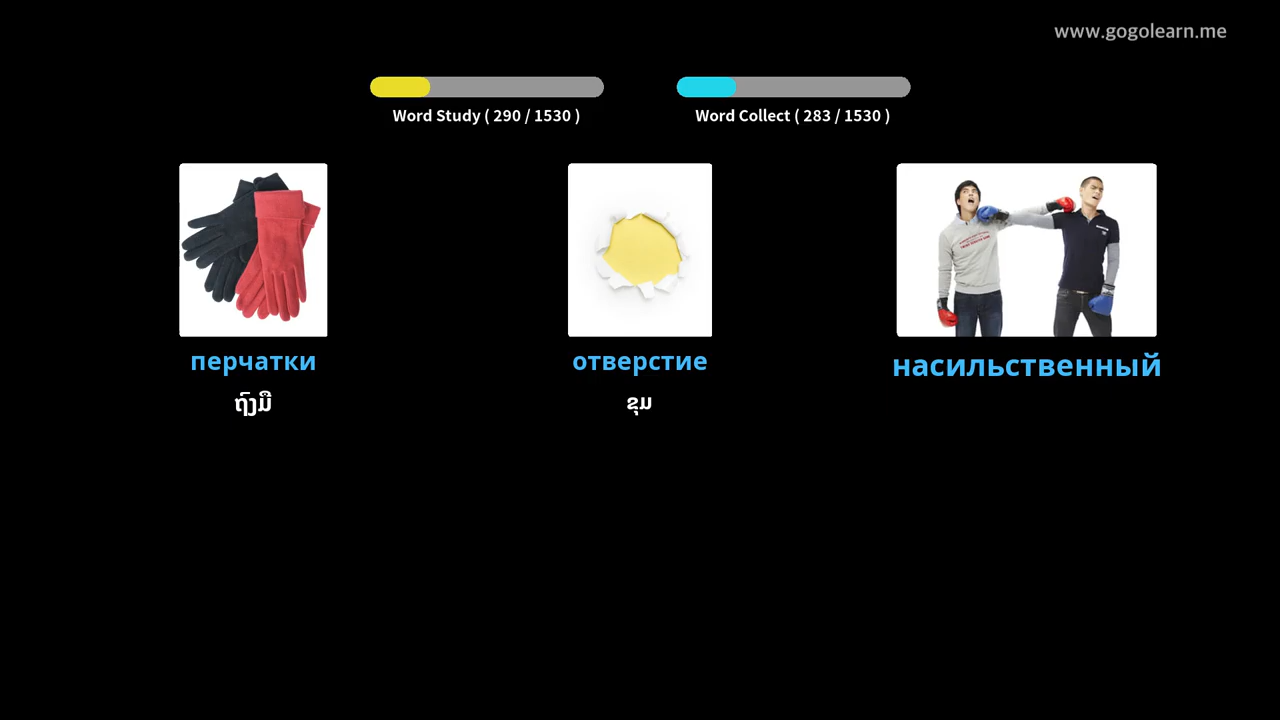 www.gogolearn.me
Word Study ( 290 / 1530 )
Word Collect ( 283 / 1530 )
перчатки
отверстие
насильственный
ຖົງມື
ຂຸມ